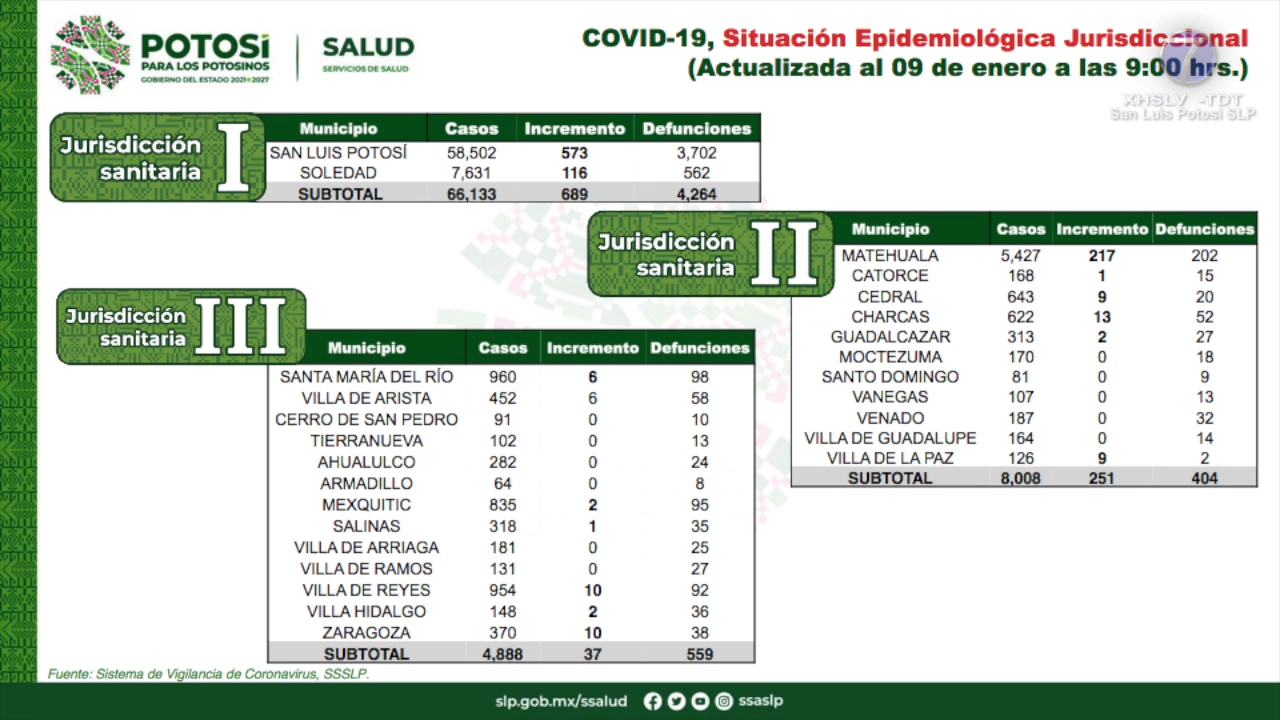 POTOSÍ
PARA LOS POTOSINOS
GOBIERNO DEL ESTADO 2021•2027
SALUD
SERVICIOS DE SALUD
COVID-19, Situación Epidemiológica Jurisdiccional
(Actualizada al 09 de enero a las 9:00 hrs.)
XHSLV -TDT
San Luis Potosí SLP
Jurisdicción
sanitaria I
Municipio Casos Incremento Defunciones
SAN LUIS POTOSÍ 58,502 573 3,702
SOLEDAD 7,631 116 562
SUBTOTAL 66,133 689 4,264
Jurisdicción
sanitaria II
Municipio Casos Incremento Defunciones
MATEHUALA 5,427 217 202
CATORCE 168 1 15
CEDRAL 643 9 20
CHARCAS 622 13 52
GUADALCAZAR 313 2 27
MOCTEZUMA 170 0 18
SANTO DOMINGO 81 0 9
VANEGAS 107 0 13
VENADO 187 0 32
VILLA DE GUADALUPE 164 0 14
VILLA DE LA PAZ 126 9 2
SUBTOTAL 8,008 251 404
Jurisdicción
sanitaria III
Municipio Casos Incremento Defunciones
SANTA MARÍA DEL RÍO 960 6 98
VILLA DE ARISTA 452 6 58
CERRO DE SAN PEDRO 91 0 10
TIERRANUEVA 102 0 13
AHUALULCO 282 0 24
ARMADILLO 64 0 8
MEXQUITIC 835 2 95
SALINAS 318 1 35
VILLA DE ARRIAGA 181 0 25
VILLA DE RAMOS 131 0 27
VILLA DE REYES 954 10 92
VILLA HIDALGO 148 2 36
ZARAGOZA 370 10 38
SUBTOTAL 4,888 37 559
Fuente: Sistema de Vigilancia de Coronavirus, SSSLP.
slp.gob.mx/ssalud ssaslp